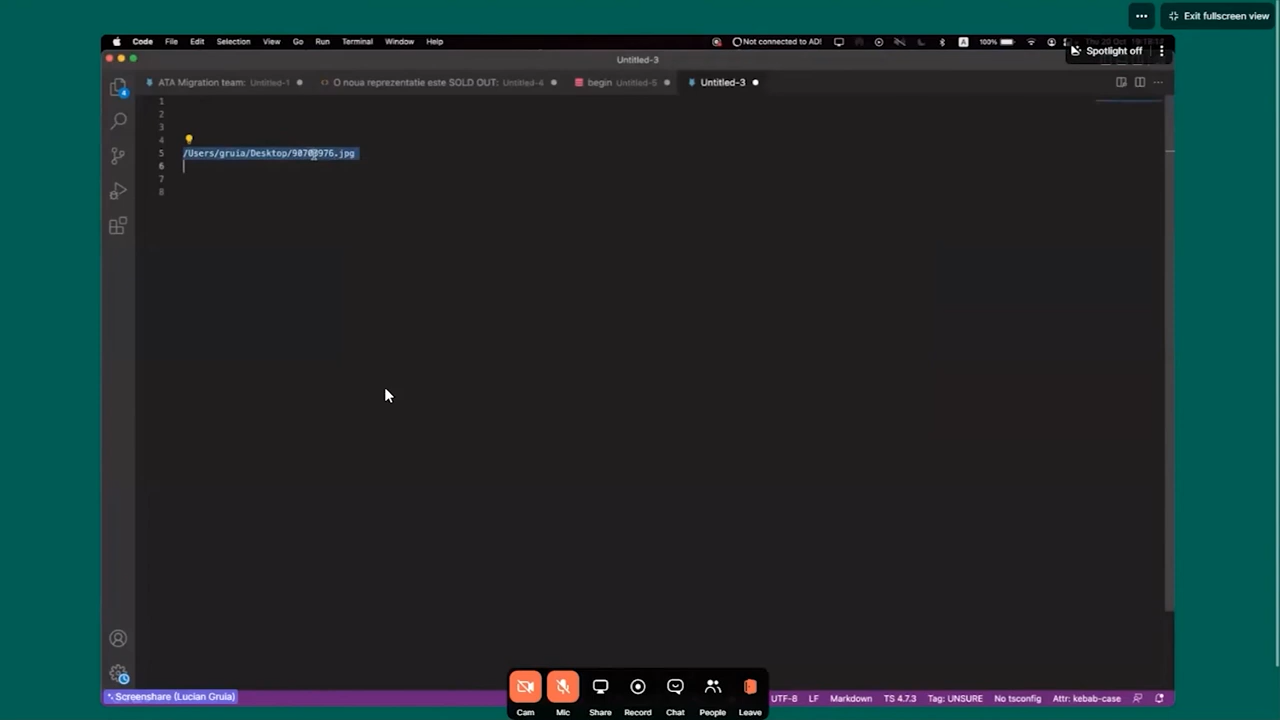 Exit fullscreen view
Code File Edit Selection View Go Run Terminal Window Help
Not connected to AD!
100%
Spotlight off
Untitled-3
ATA Migration team: Untitled-1
O noua reprezentatie este SOLD OUT: Untitled-4
begin Untitled-5
Untitled-3
1
2
3
4
5 /Users/gruia/Desktop/90708976.jpg
6
7
8
Screenshare (Lucian Gruia)
UTF-8 LF Markdown TS 4.7.3 Tag: UNSURE No tsconfig Attr: kebab-case
Cam Mic Share Record Chat People Leave